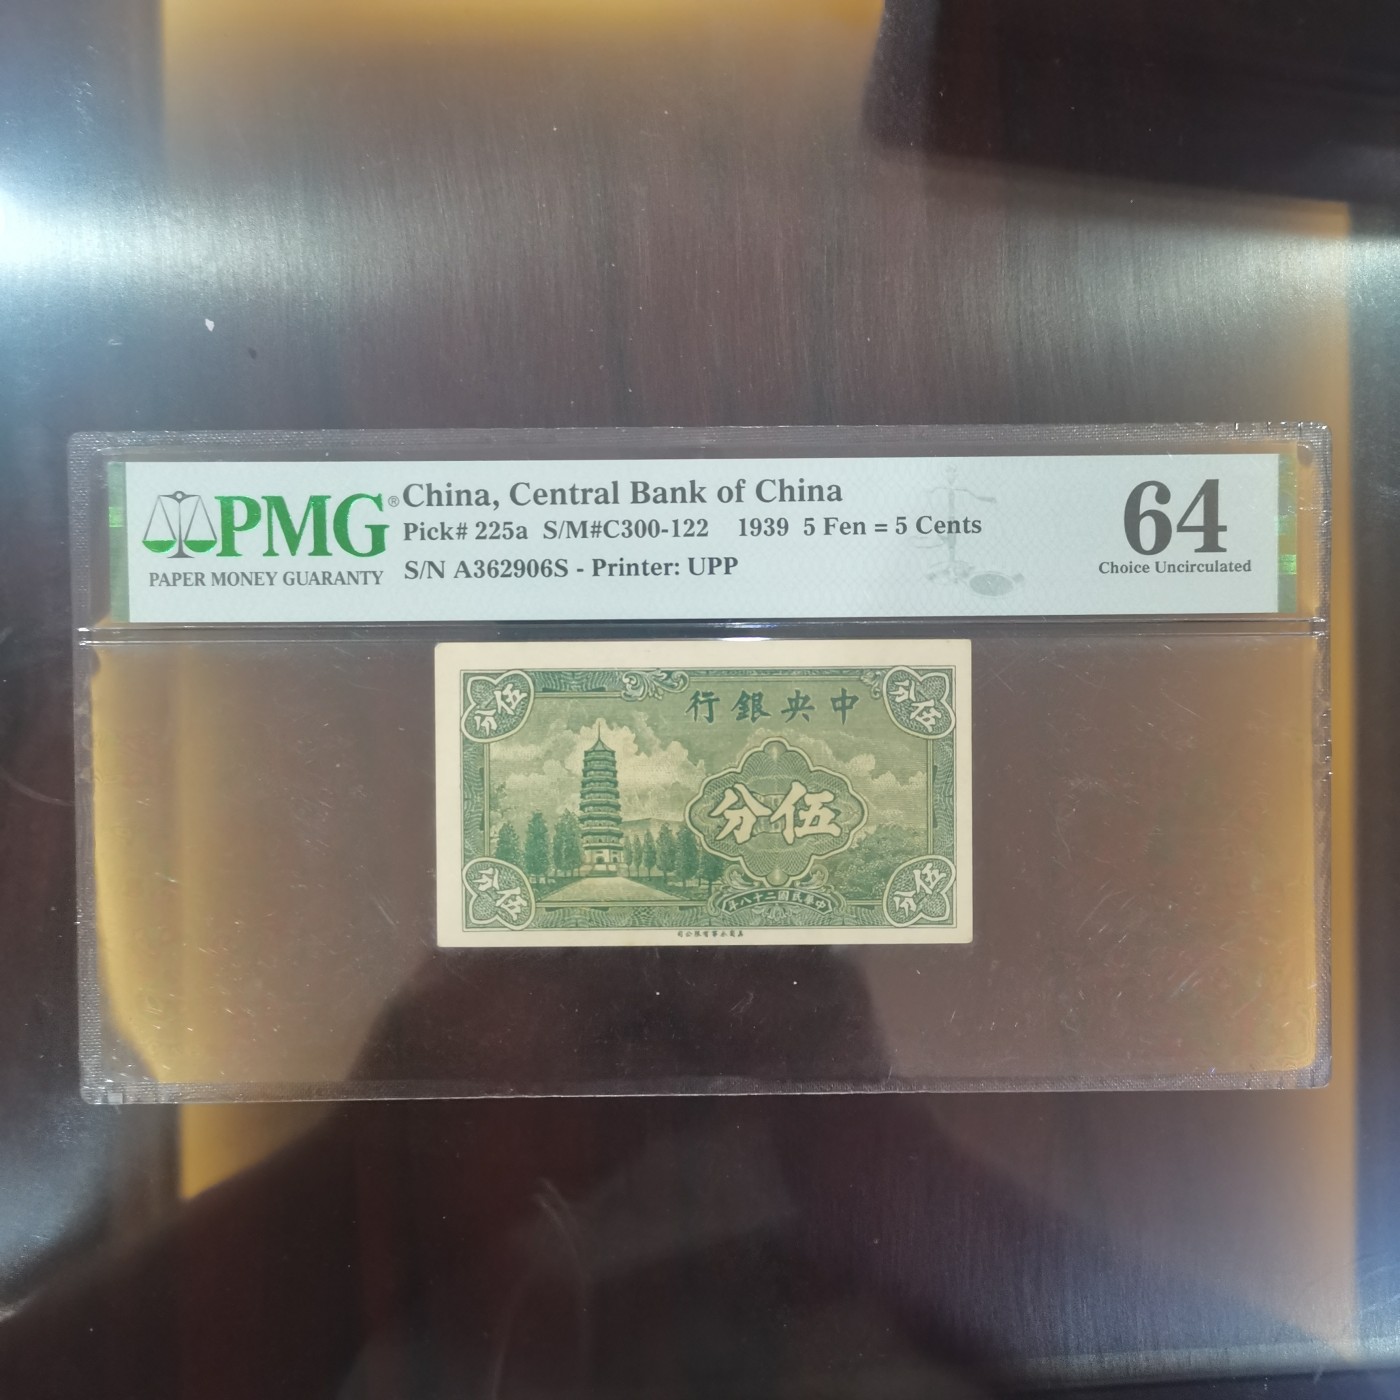 PMG®
PAPER MONEY GUARANTY
China, Central Bank of China
Pick# 225a S/M#C300-122 1939 5 Fen = 5 Cents
S/N A362906S - Printer: UPP
64
Choice Uncirculated
伍分
行銀央中
伍分
分伍
年八十二國民華中
伍分
伍分